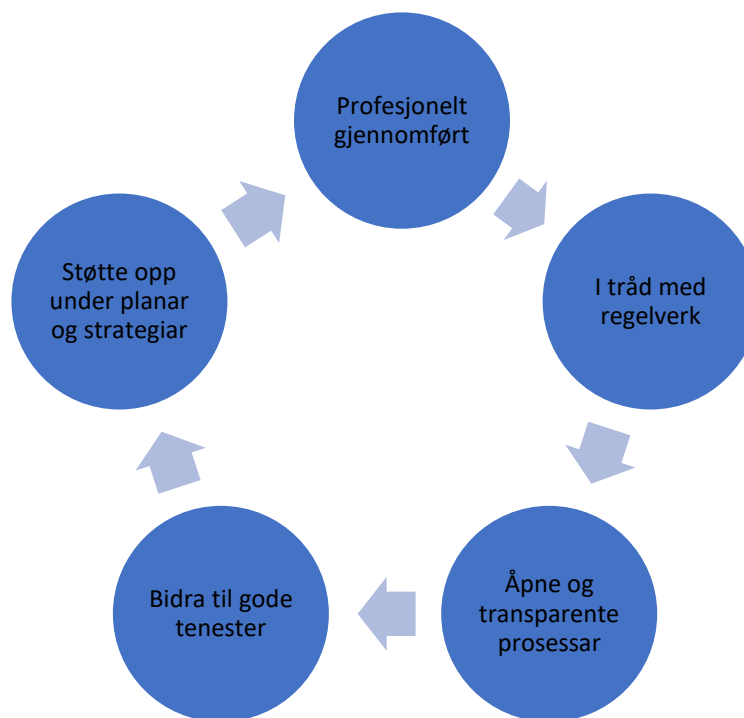 Profesjonelt
gjennomført
I tråd med
regelverk
Åpne og
transparente
prosessar
Bidra til gode
tenester
Støtte opp
under planar
og strategiar